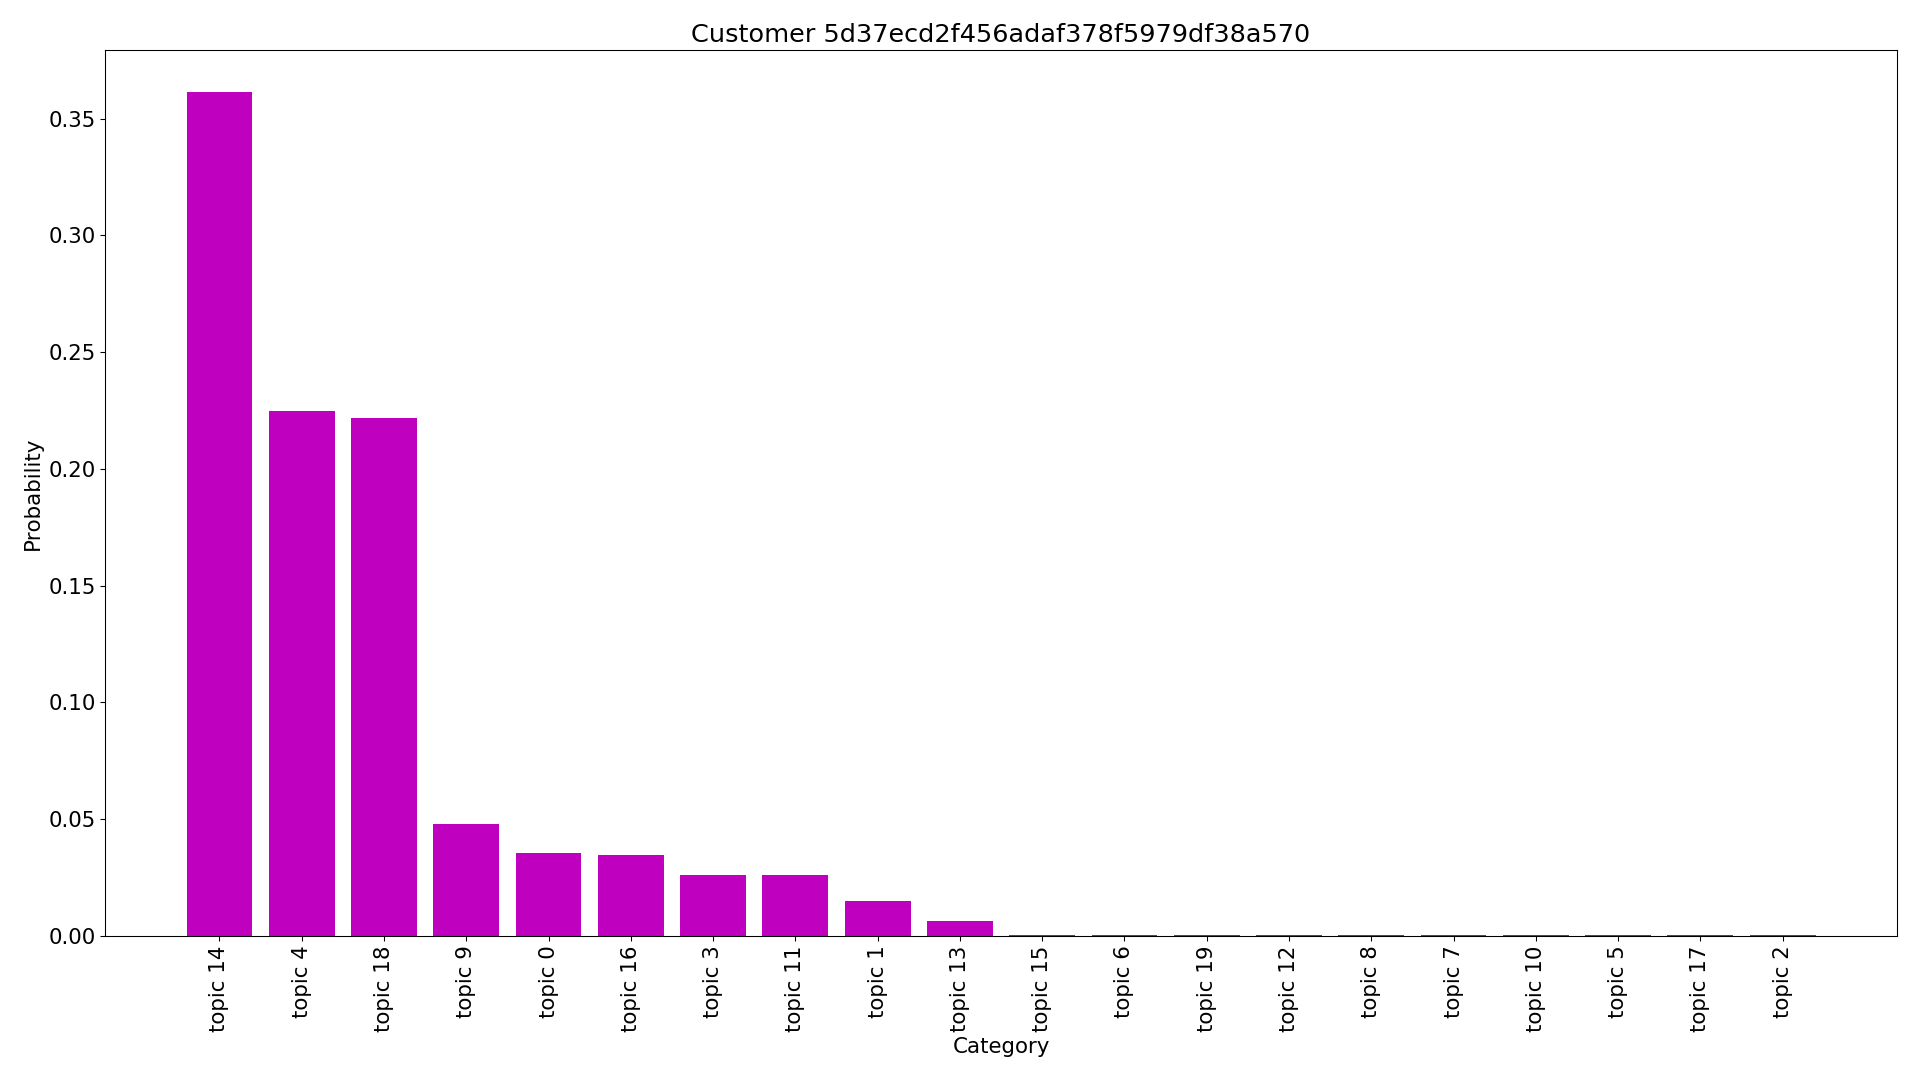 Customer 5d37ecd2f456adaf378f5979df38a570
Probability
0.35
0.30
0.25
0.20
0.15
0.10
0.05
0.00
topic 14
topic 4
topic 18
topic 9
topic 0
topic 16
topic 3
topic 11
topic 1
topic 13
topic 15
topic 6
topic 19
topic 12
topic 8
topic 7
topic 10
topic 5
topic 17
topic 2
Category